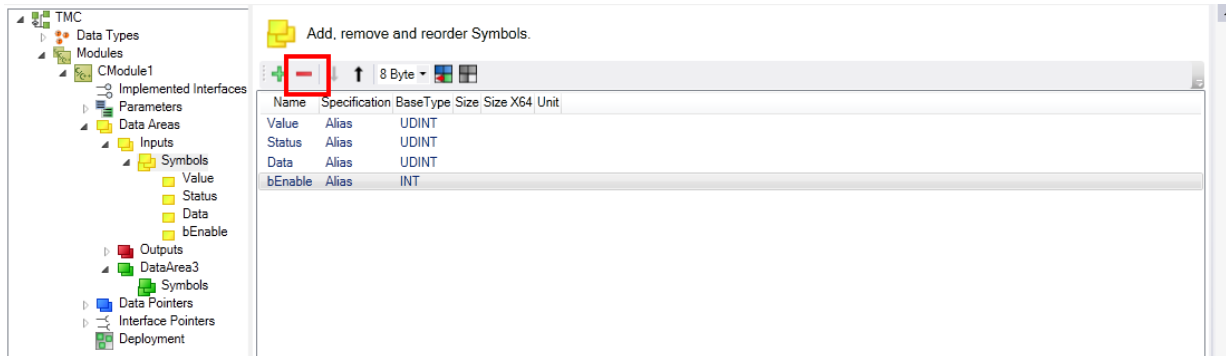 TMC
Data Types
Modules
CModule1
Implemented Interfaces
Parameters
Data Areas
Inputs
Symbols
Value
Status
Data
bEnable
Outputs
DataArea3
Symbols
Data Pointers
Interface Pointers
Deployment
Add, remove and reorder Symbols.
8 Byte
Name Specification BaseType Size Size X64 Unit
Value Alias UDINT
Status Alias UDINT
Data Alias UDINT
bEnable Alias INT